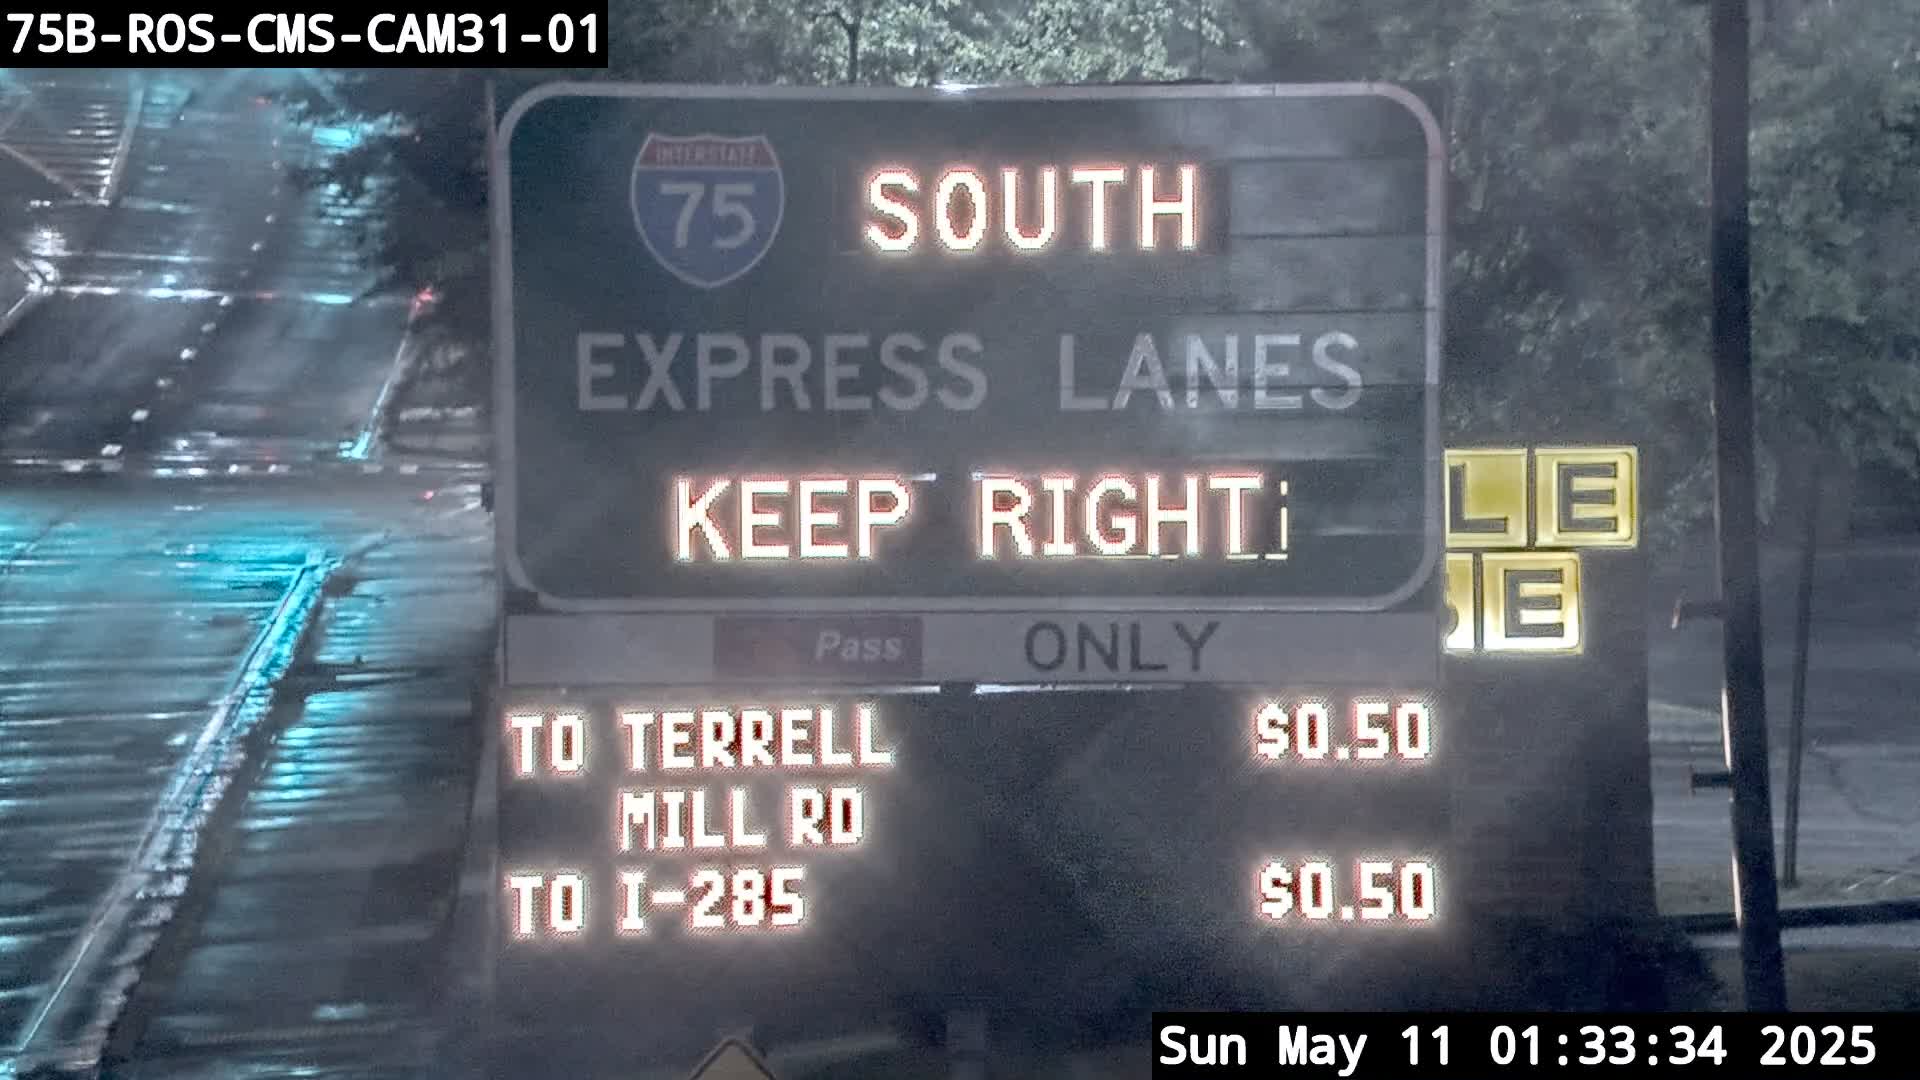 75B-ROS-CMS-CAM31-01
INTERSTATE
75
SOUTH
EXPRESS LANES
KEEP RIGHT
Pass ONLY
TO TERRELL $0.50
MILL RD
TO I-285 $0.50
LE
E
Sun May 11 01:33:34 2025